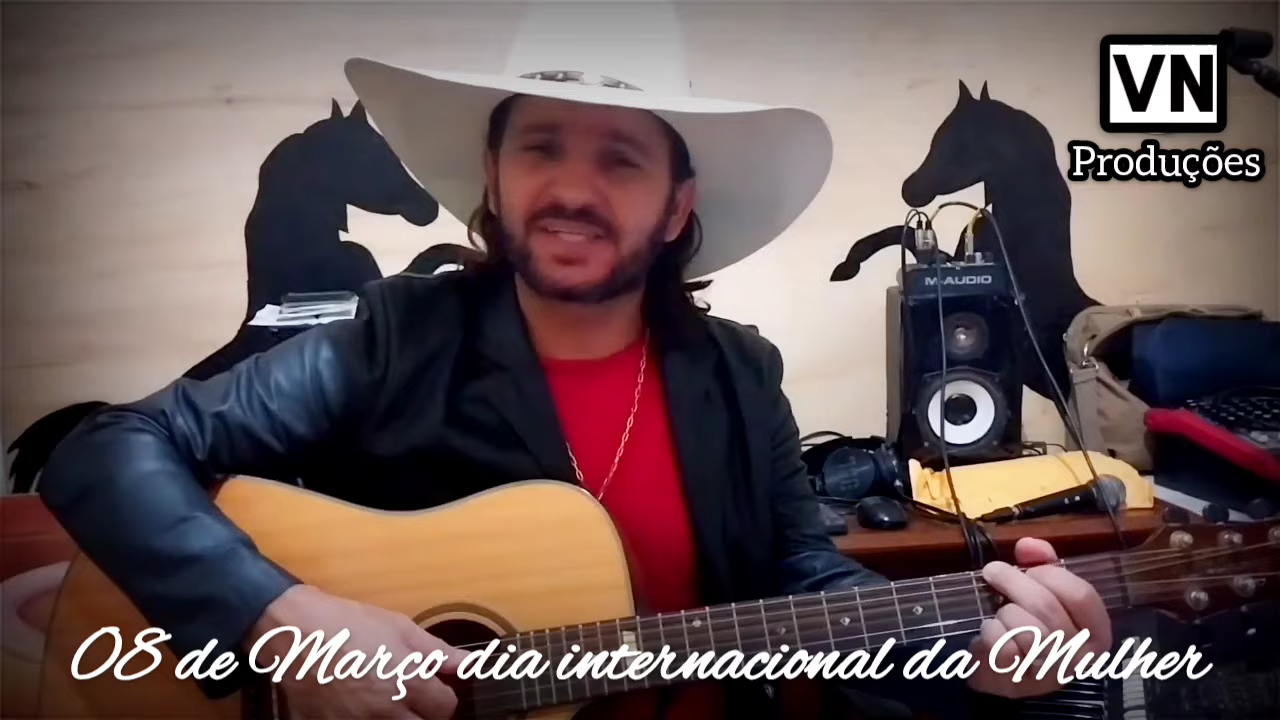 VN
Produções
M-AUDIO
08 de Março dia internacional da Mulher